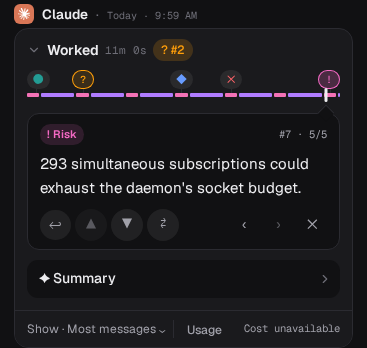 Claude · Today · 9:59 AM
Worked 11m 0s ? #2
?
!
! Risk #7 · 5/5
293 simultaneous subscriptions could
exhaust the daemon's socket budget.
Summary
Show · Most messages Usage Cost unavailable